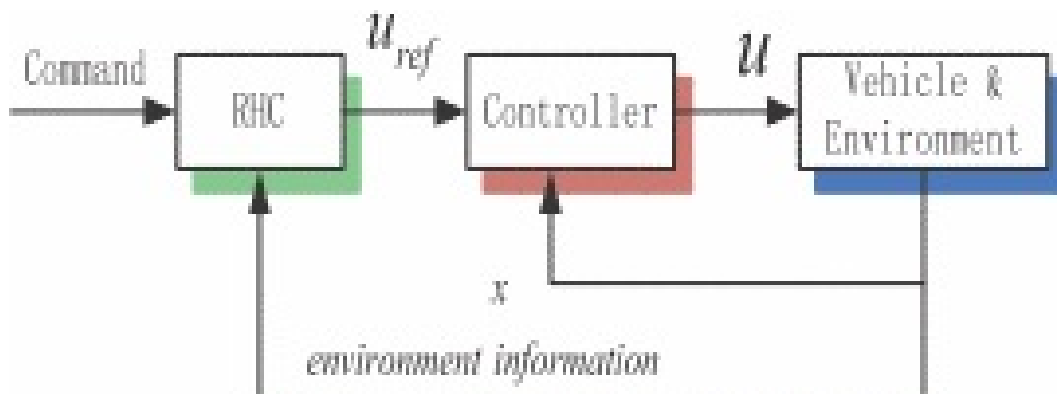 Command
RHC
u_ref
Controller
u
Vehicle &
Environment
x
environment information